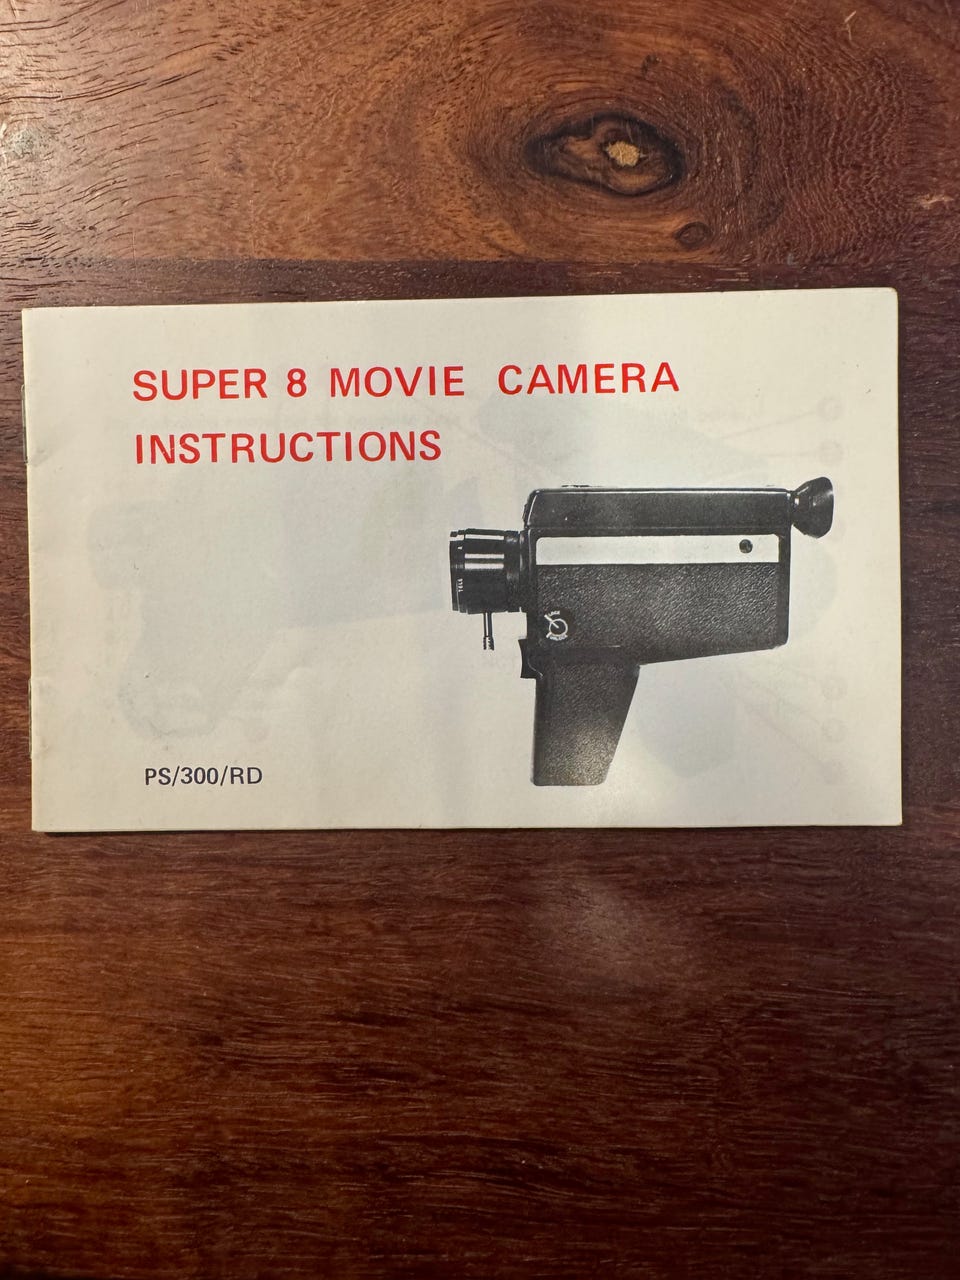 SUPER 8 MOVIE CAMERA
INSTRUCTIONS
PS/300/RD